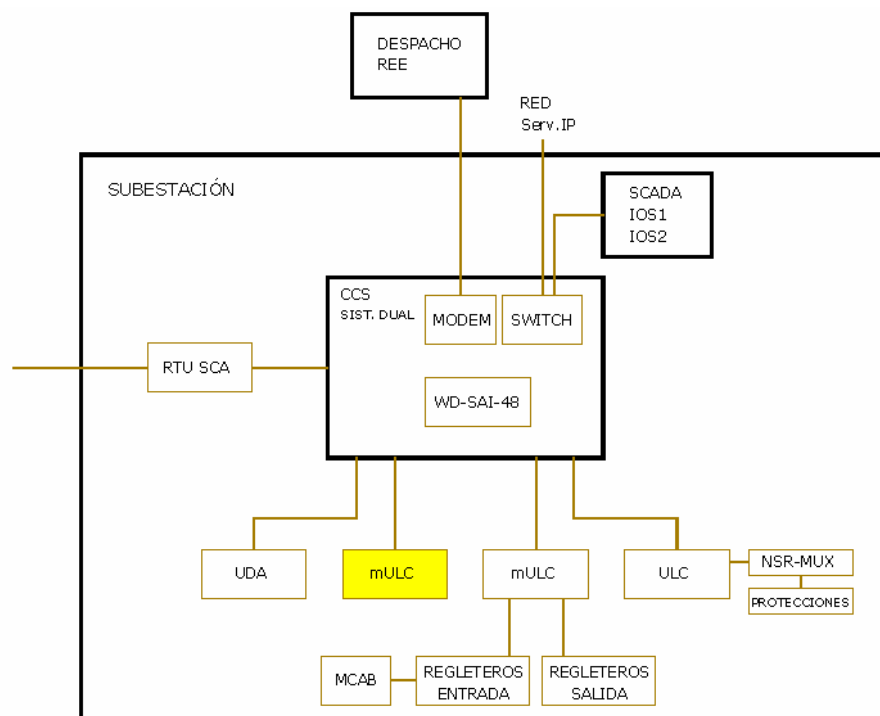 DESPACHO
REE
RED
Serv.IP
SUBESTACIÓN
SCADA
IOS1
IOS2
CCS
SIST. DUAL
MODEM
SWITCH
RTU SCA
WD-SAI-48
UDA
mULC
mULC
ULC
NSR-MUX
PROTECCIONES
MCAB
REGLETEROS
ENTRADA
REGLETEROS
SALIDA